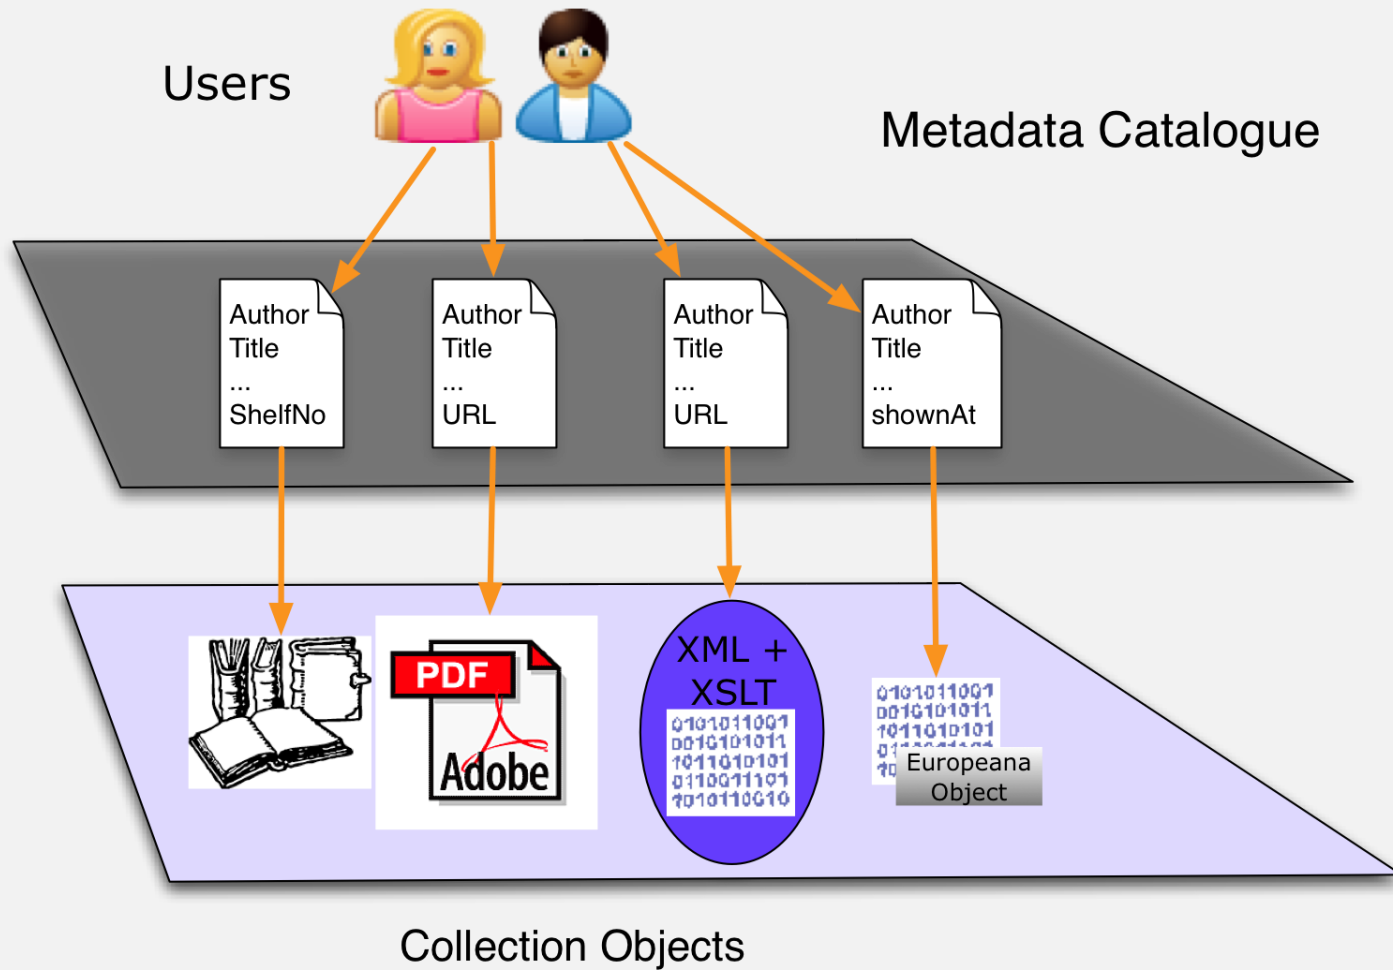 Users
Metadata Catalogue
Author
Title
...
ShelfNo
Author
Title
...
URL
Author
Title
...
URL
Author
Title
...
shownAt
PDF
Adobe
XML +
XSLT
0101011001
0010101011
1011010101
0110011101
1010110010
0101011001
0010101011
1011010101
Europeana
Object
Collection Objects